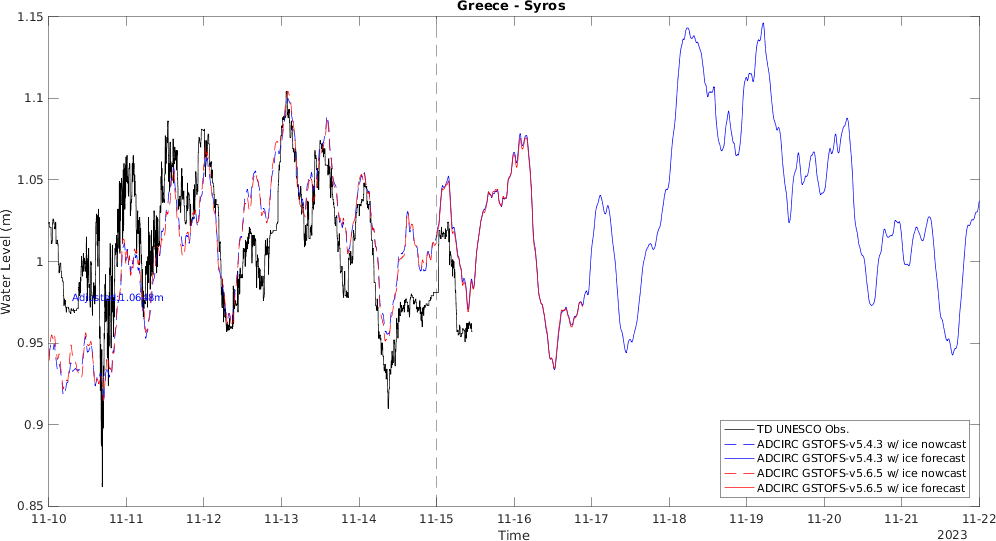 Greece - Syros
Water Level (m)
1.15
1.1
1.05
1
0.95
0.9
0.85
11-10
11-11
11-12
11-13
11-14
11-15
11-16
11-17
11-18
11-19
11-20
11-21
11-22
Time
2023
TD UNESCO Obs.
ADCIRC GSTOFS-v5.4.3 w/ ice nowcast
ADCIRC GSTOFS-v5.4.3 w/ ice forecast
ADCIRC GSTOFS-v5.6.5 w/ ice nowcast
ADCIRC GSTOFS-v5.6.5 w/ ice forecast